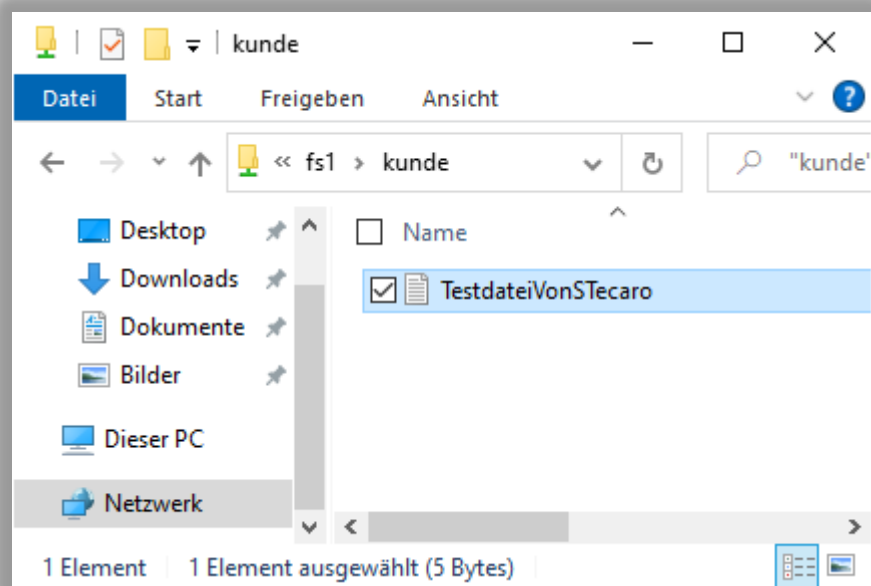 kunde
Datei Start Freigeben Ansicht ?
« fs1 > kunde "kunde"
Desktop
Downloads
Dokumente
Bilder
Dieser PC
Netzwerk
Name
TestdateiVonSTecaro
1 Element 1 Element ausgewählt (5 Bytes)